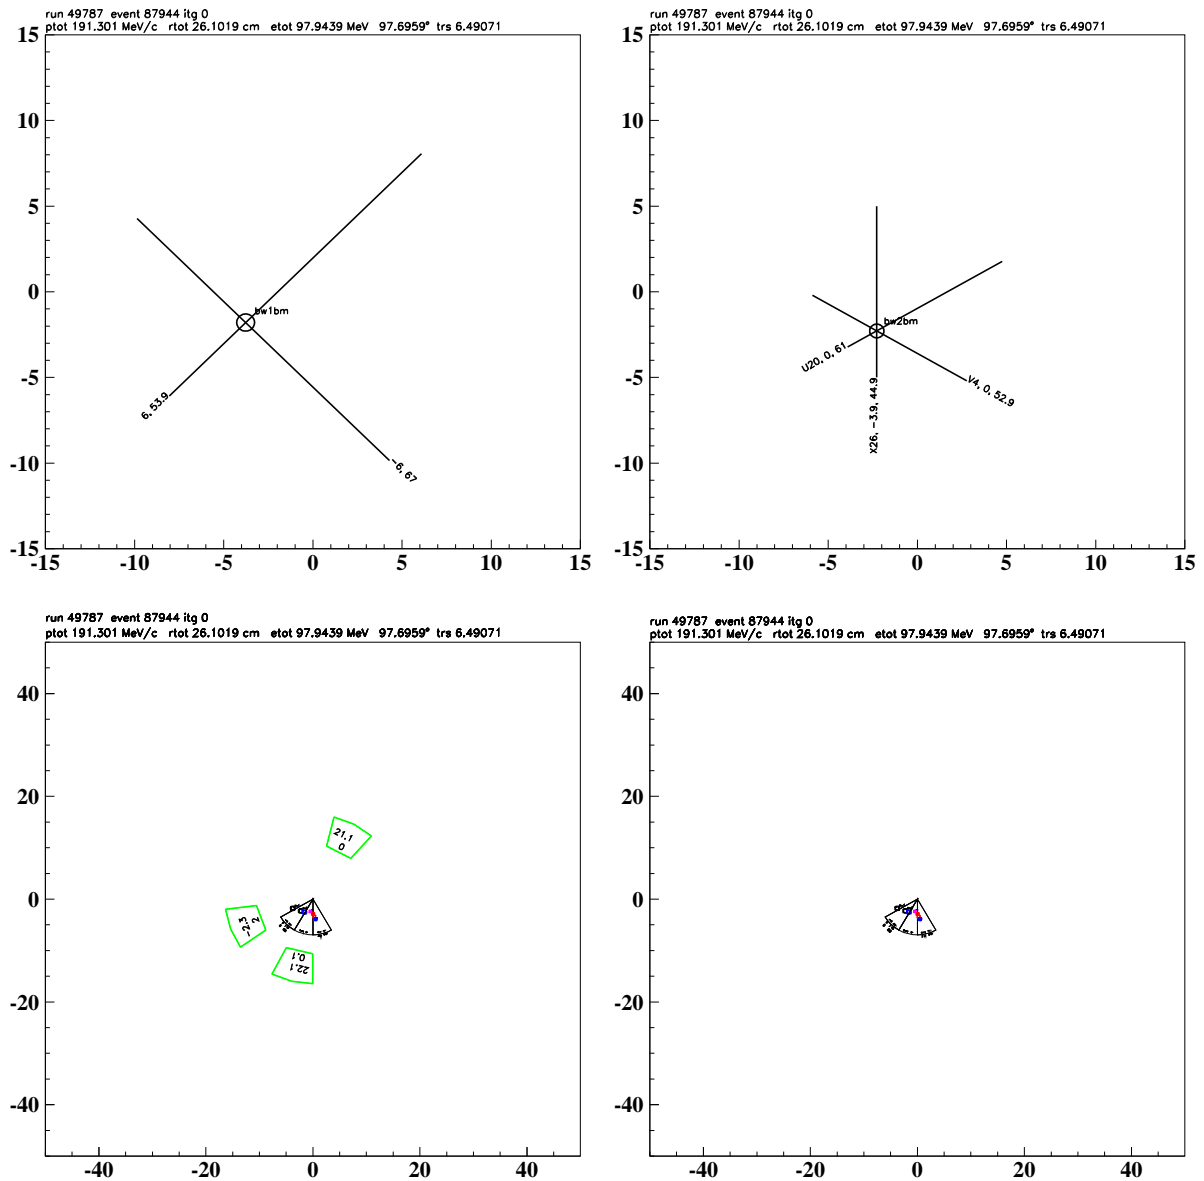 run 49787 event 87944 itg 0
ptot 191.301 MeV/c rtot 26.1019 cm etot 97.9439 MeV 97.6959° trs 6.49071
15
10
5
0
-5
-10
-15
-15 -10 -5 0 5 10 15
bw1bm
6, 53.9
-6, 67
run 49787 event 87944 itg 0
ptot 191.301 MeV/c rtot 26.1019 cm etot 97.9439 MeV 97.6959° trs 6.49071
15
10
5
0
-5
-10
-15
-15 -10 -5 0 5 10 15
bw2bm
U20, 0, 61
X26, -3.9, 44.9
V4, 0, 52.9
run 49787 event 87944 itg 0
ptot 191.301 MeV/c rtot 26.1019 cm etot 97.9439 MeV 97.6959° trs 6.49071
40
20
0
-20
-40
-40 -20 0 20 40
21.1
0
-2.3
2
22.1
0.1
run 49787 event 87944 itg 0
ptot 191.301 MeV/c rtot 26.1019 cm etot 97.9439 MeV 97.6959° trs 6.49071
40
20
0
-20
-40
-40 -20 0 20 40